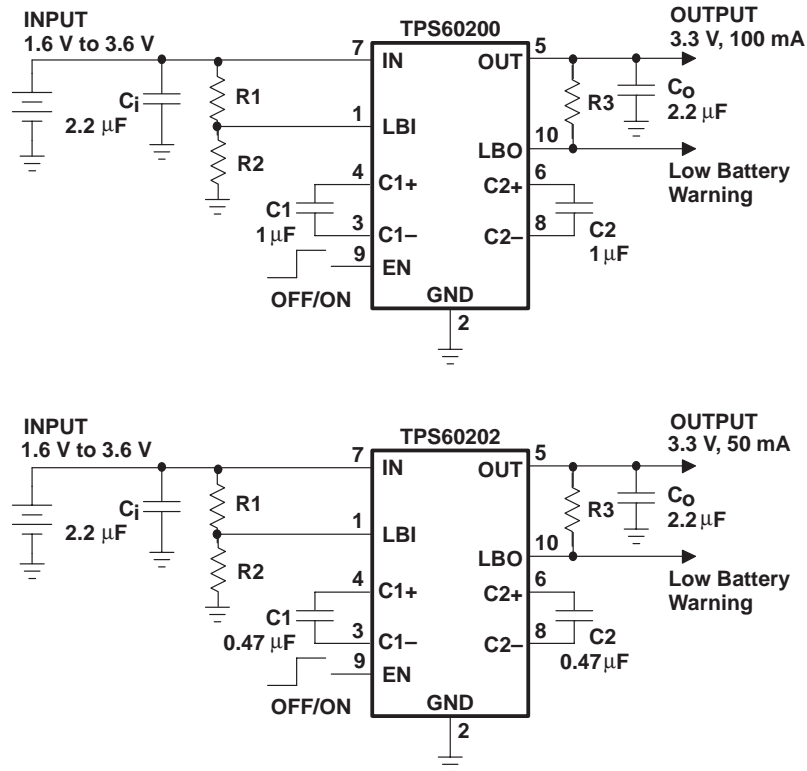 INPUT
1.6 V to 3.6 V
TPS60200
OUTPUT
3.3 V, 100 mA
7
IN
OUT
5
Ci
2.2 µF
R1
R2
1
LBI
R3
Co
2.2 µF
LBO
10
Low Battery
Warning
4
C1+
C2+
6
C1
1 µF
C2
1 µF
3
C1–
C2–
8
9
EN
OFF/ON
GND
2
INPUT
1.6 V to 3.6 V
TPS60202
OUTPUT
3.3 V, 50 mA
7
IN
OUT
5
Ci
2.2 µF
R1
R2
1
LBI
R3
Co
2.2 µF
LBO
10
Low Battery
Warning
4
C1+
C2+
6
C1
0.47 µF
C2
0.47 µF
3
C1–
C2–
8
9
EN
OFF/ON
GND
2